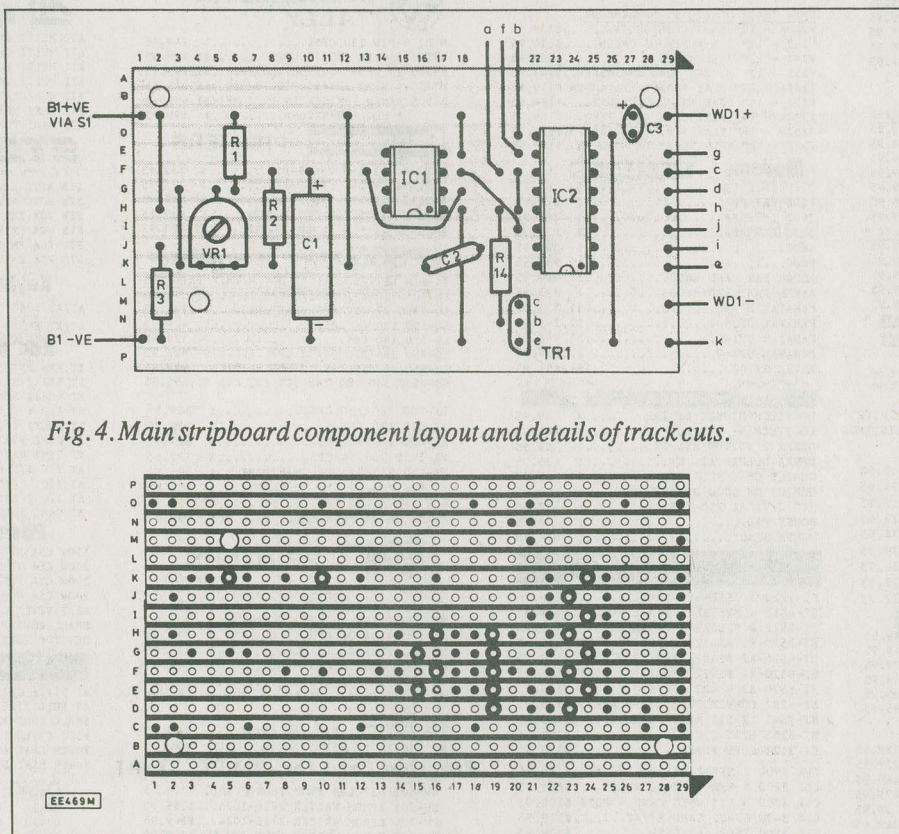 a f b
1 2 3 4 5 6 7 8 9 10 11 12 13 14 15 16 17 18 22 23 24 25 26 27 28 29
A
B
B1+VE
VIA S1
WD1+
D
E
F
G
H
I
J
K
L
M
N
P
R
1
IC1
IC2
+
C3
g
c
d
h
j
i
e
R
2
+
C1
−
VR1
C2
R
14
R
3
WD1−
c
b
e
TR1
B1 -VE
k
Fig. 4. Main stripboard component layout and details of track cuts.
P
O
N
M
L
K
J
I
H
G
F
E
D
C
B
A
1 2 3 4 5 6 7 8 9 10 11 12 13 14 15 16 17 18 19 20 21 22 23 24 25 26 27 28 29
EE469M